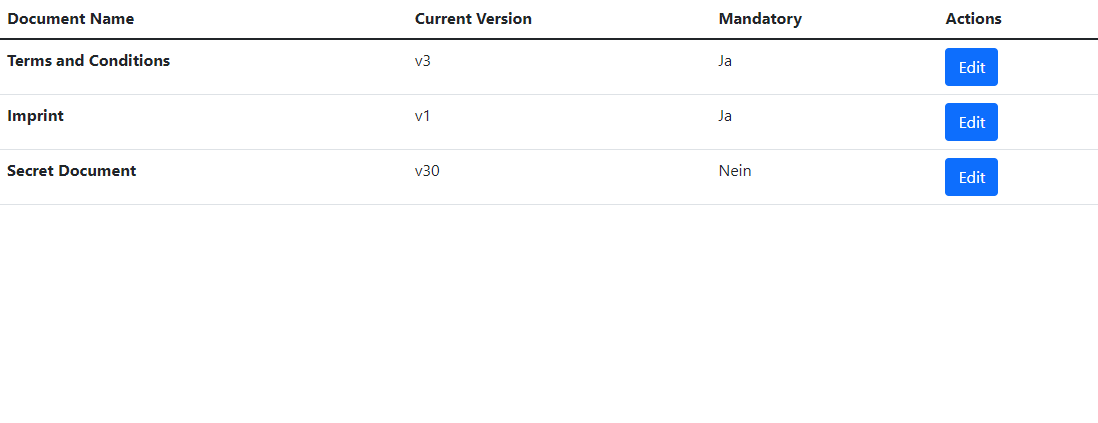 Document Name Current Version Mandatory Actions
Terms and Conditions v3 Ja Edit
Imprint v1 Ja Edit
Secret Document v30 Nein Edit